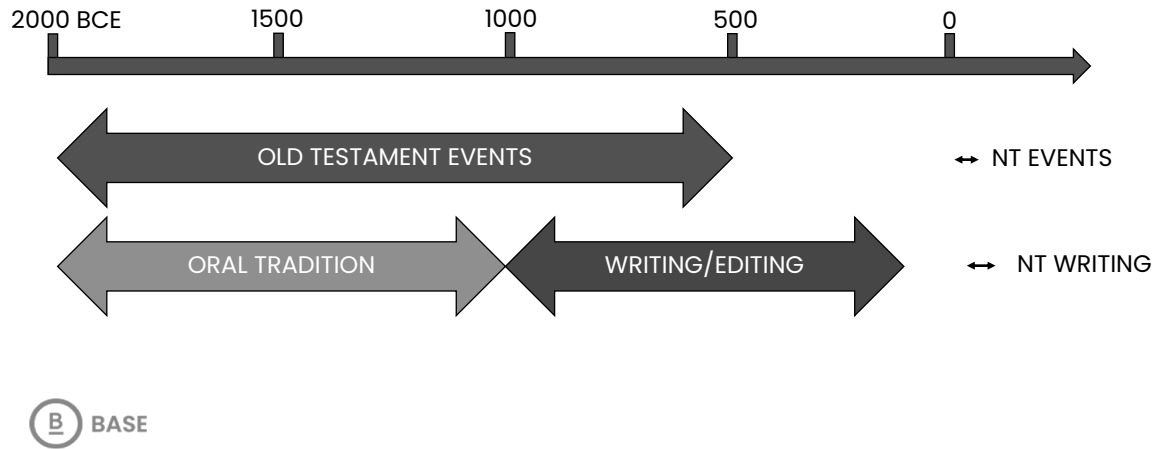 2000 BCE 1500 1000 500 0
OLD TESTAMENT EVENTS NT EVENTS
ORAL TRADITION WRITING/EDITING NT WRITING
B BASE